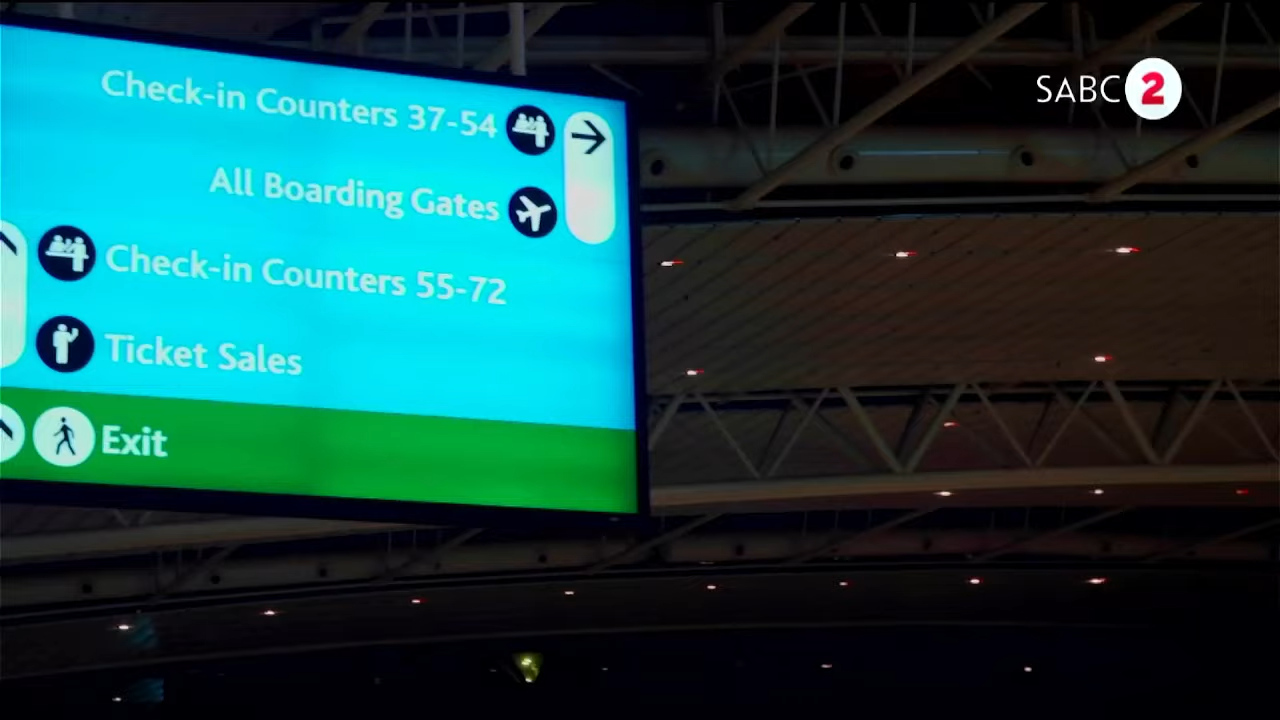 Check-in Counters 37-54
All Boarding Gates
Check-in Counters 55-72
Ticket Sales
Exit
SABC 2